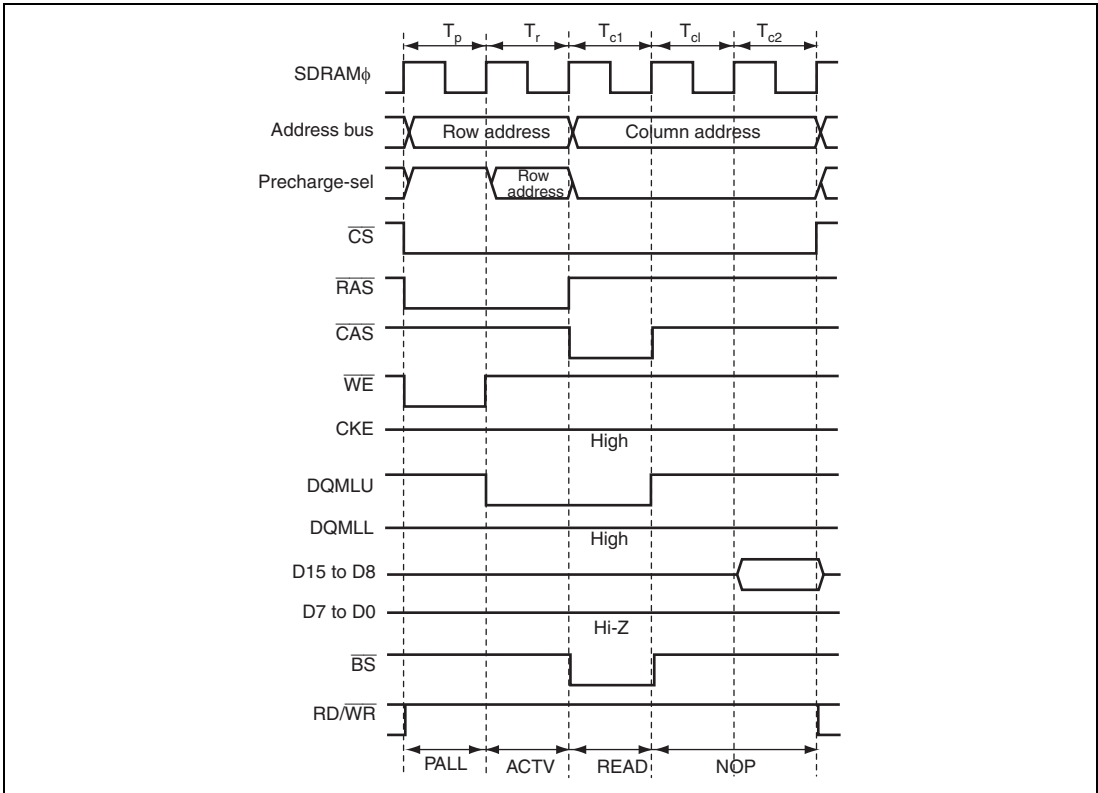 Tp Tr Tc1 Tcl Tc2
SDRAMϕ
Address bus Row address Column address
Precharge-sel Row address
CS
RAS
CAS
WE
CKE High
DQMLU
DQMLL High
D15 to D8
D7 to D0 Hi-Z
BS
RD/WR
PALL ACTV READ NOP